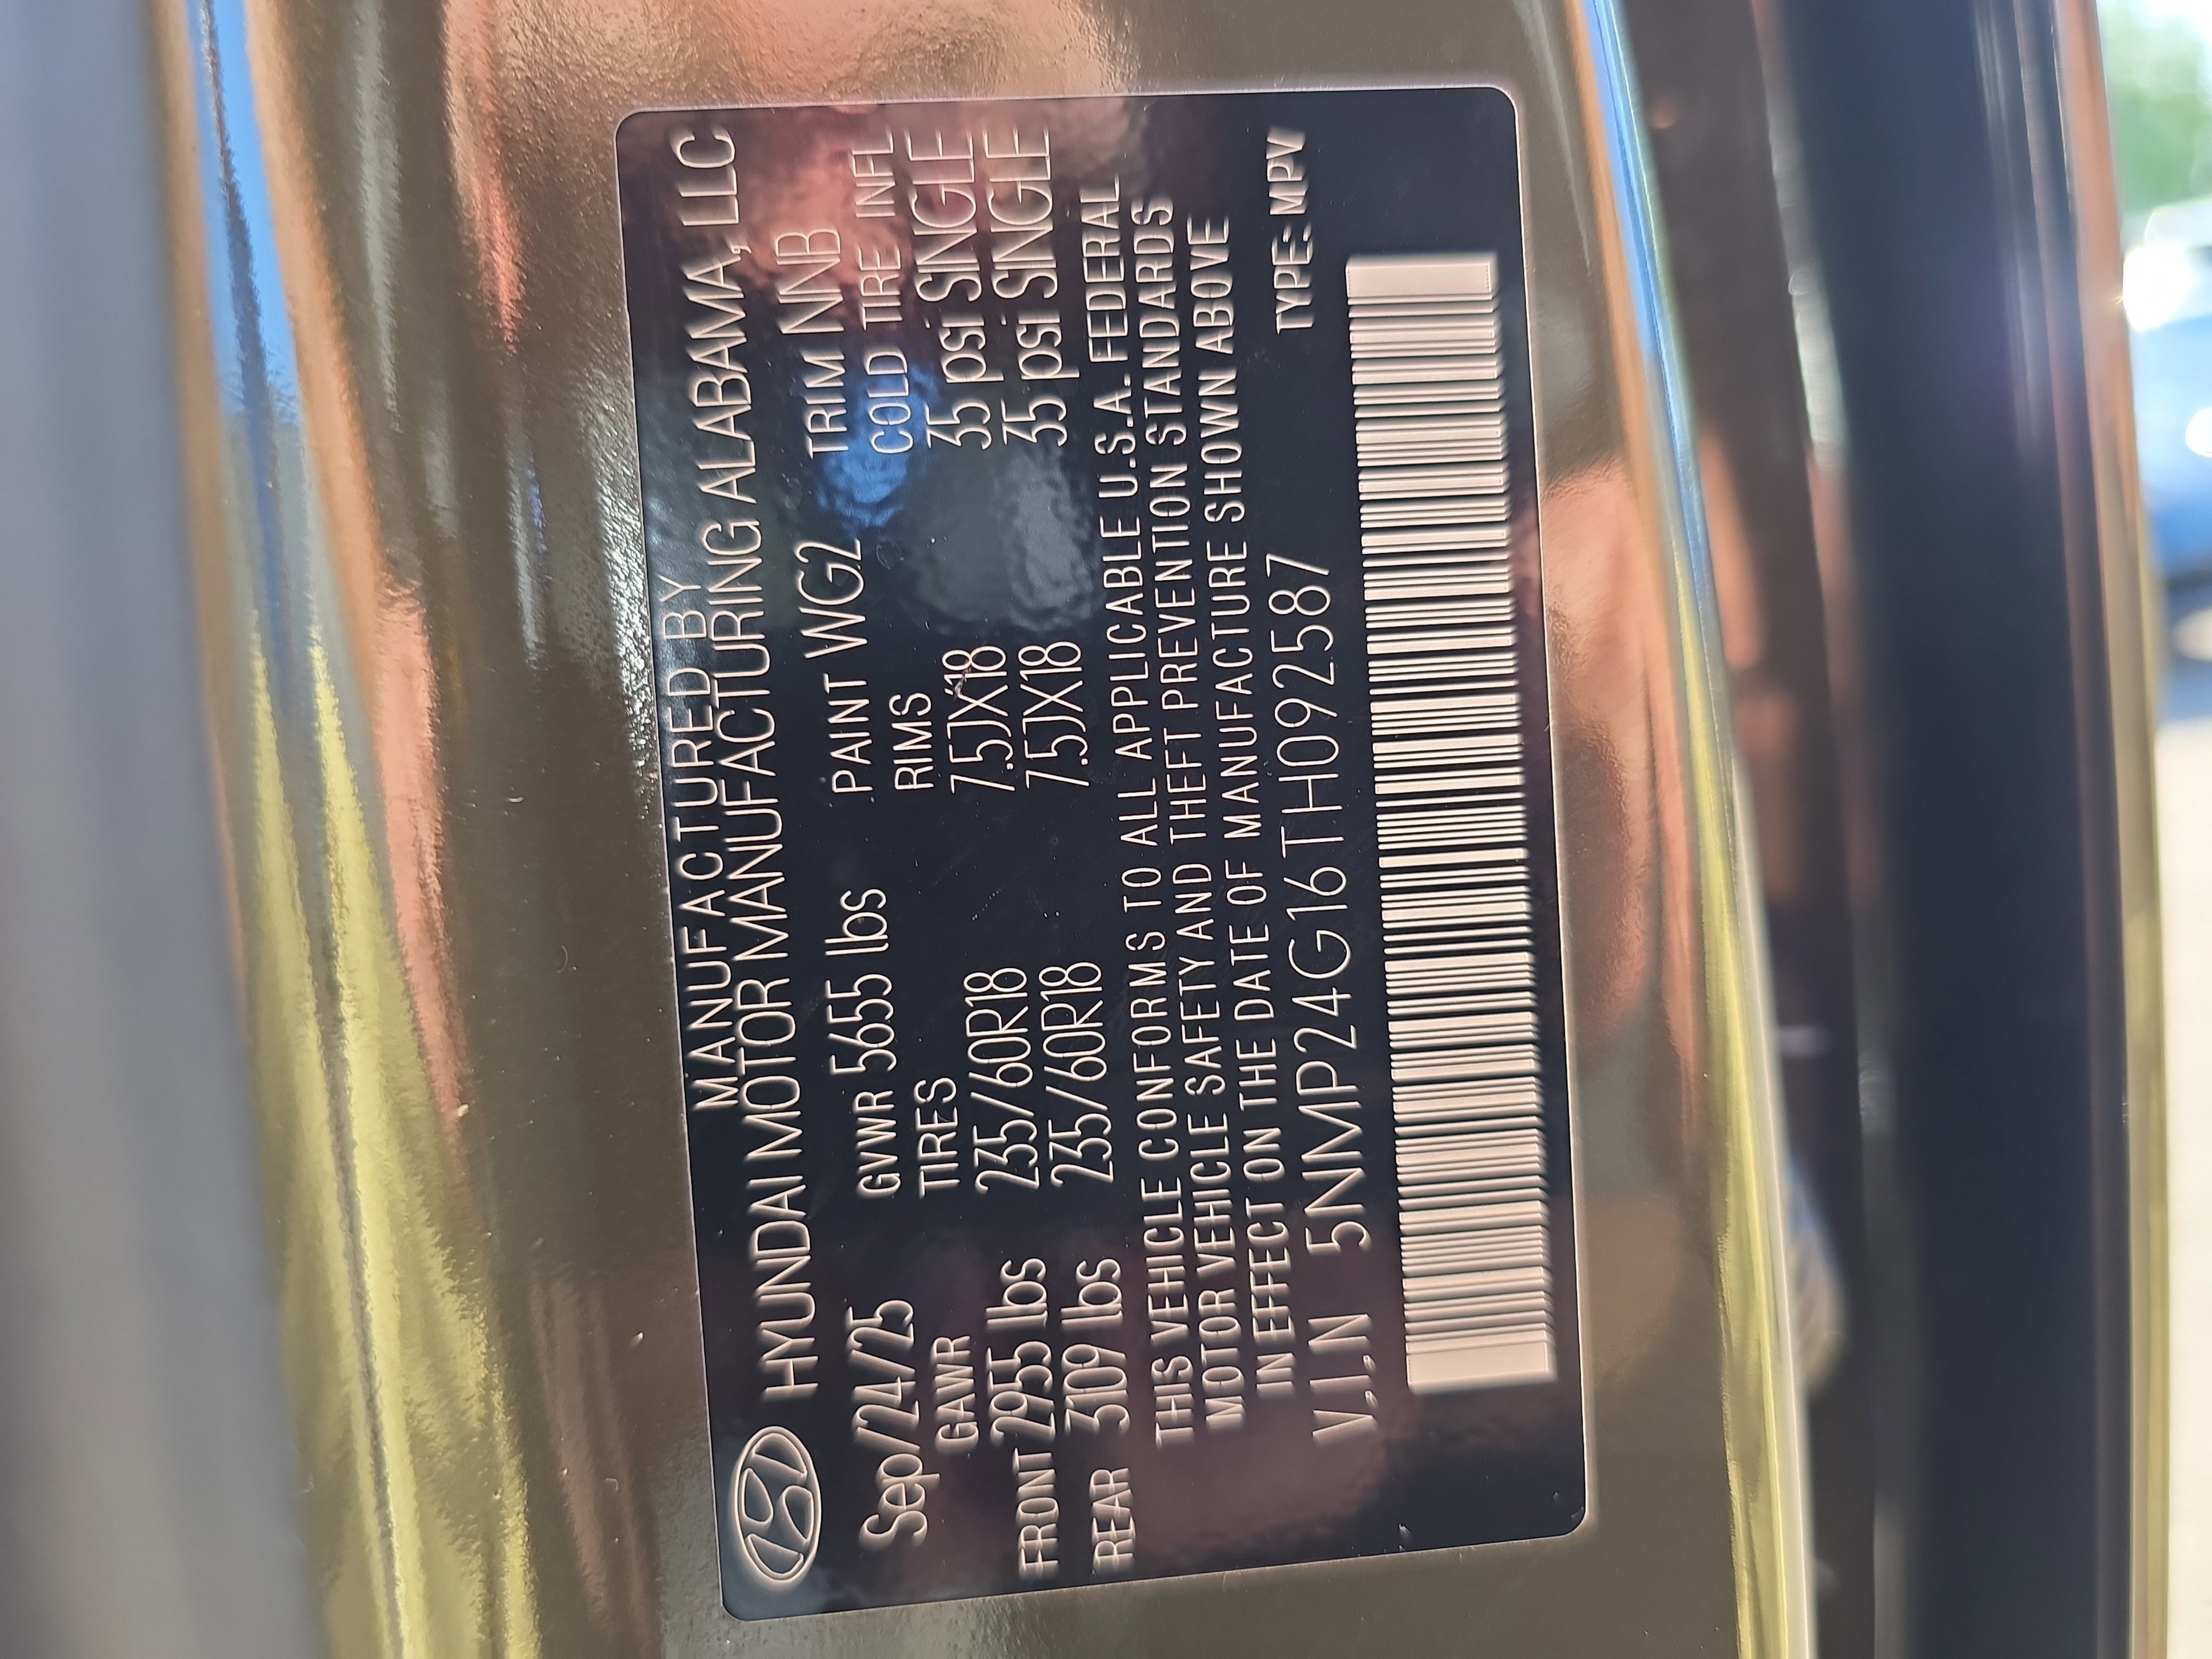 MANUFACTURED BY
HYUNDAI MOTOR MANUFACTURING ALABAMA, LLC
Sep/24/25 GVWR 5655 lbs PAINT WG2 TRIM NNB
GAWR TIRES RIMS COLD TIRE INFL
FRONT 2955 lbs 235/60R18 7.5JX18 35 psi SINGLE
REAR 3109 lbs 235/60R18 7.5JX18 35 psi SINGLE
THIS VEHICLE CONFORMS TO ALL APPLICABLE U.S.A. FEDERAL
MOTOR VEHICLE SAFETY AND THEFT PREVENTION STANDARDS
IN EFFECT ON THE DATE OF MANUFACTURE SHOWN ABOVE
V.I.N 5NMP24G16TH092587 TYPE: MPV